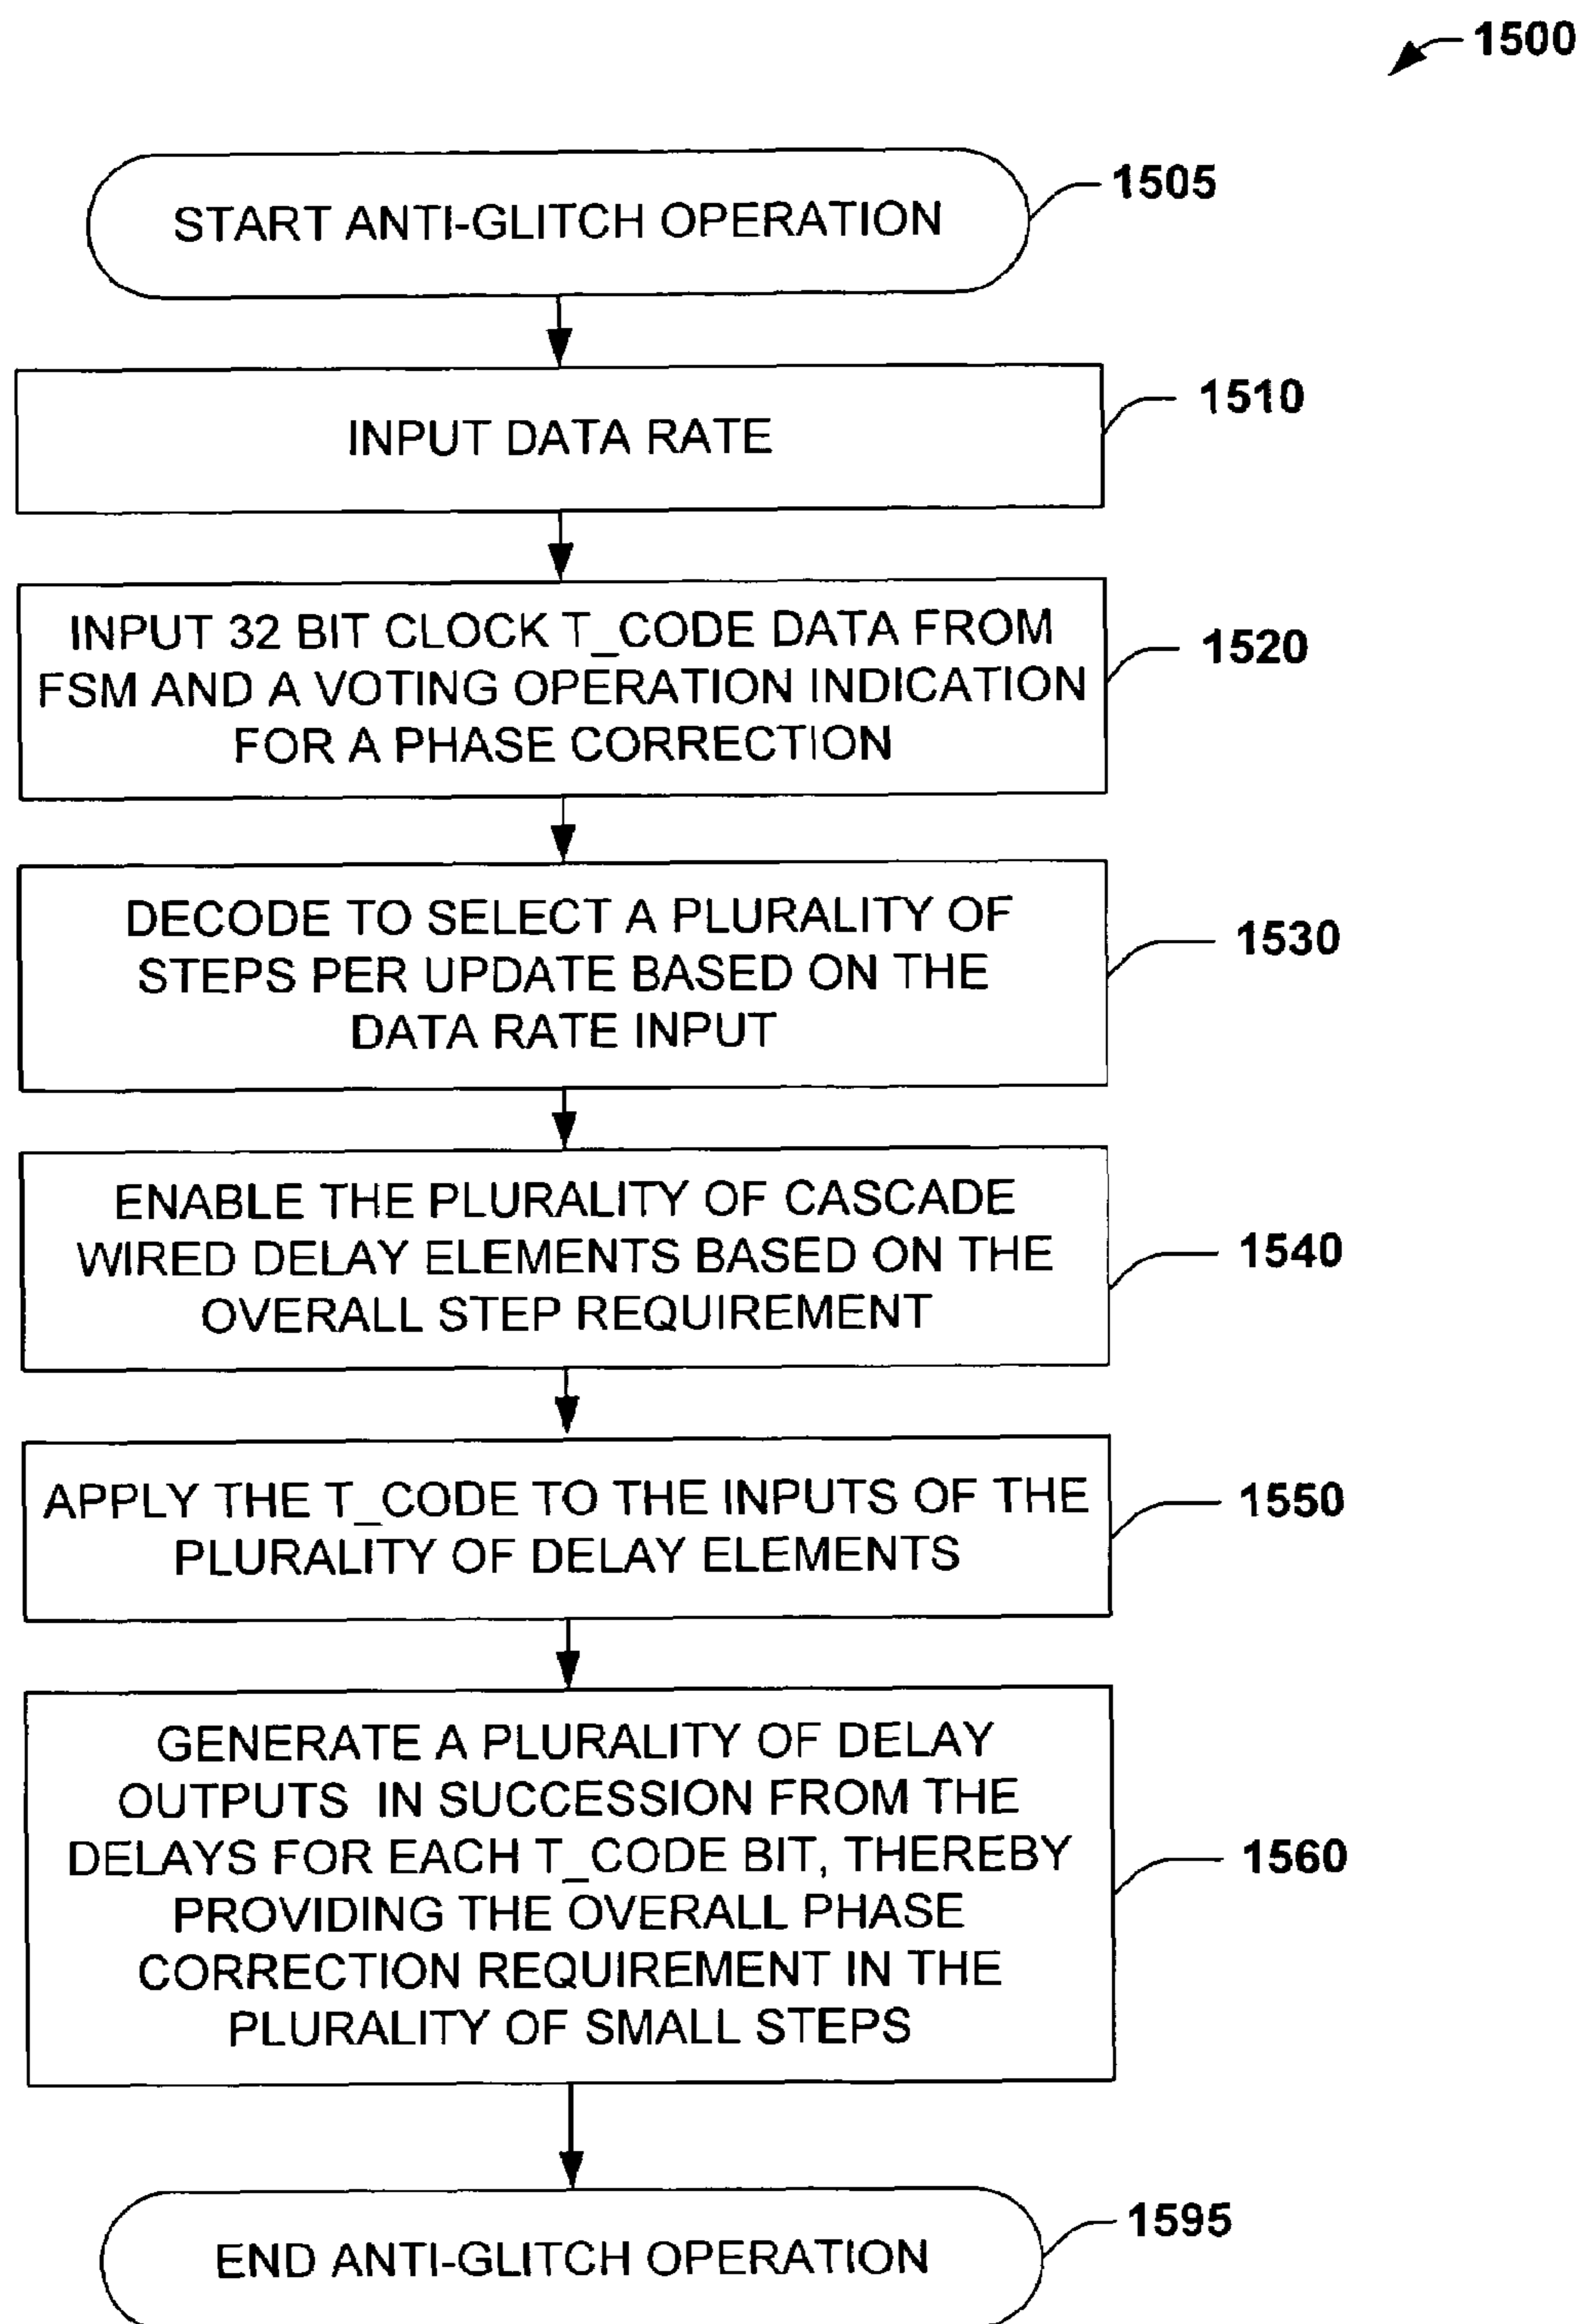 1500
START ANTI-GLITCH OPERATION
1505
INPUT DATA RATE
1510
INPUT 32 BIT CLOCK T_CODE DATA FROM
FSM AND A VOTING OPERATION INDICATION
FOR A PHASE CORRECTION
1520
DECODE TO SELECT A PLURALITY OF
STEPS PER UPDATE BASED ON THE
DATA RATE INPUT
1530
ENABLE THE PLURALITY OF CASCADE
WIRED DELAY ELEMENTS BASED ON THE
OVERALL STEP REQUIREMENT
1540
APPLY THE T_CODE TO THE INPUTS OF THE
PLURALITY OF DELAY ELEMENTS
1550
GENERATE A PLURALITY OF DELAY
OUTPUTS IN SUCCESSION FROM THE
DELAYS FOR EACH T_CODE BIT, THEREBY
PROVIDING THE OVERALL PHASE
CORRECTION REQUIREMENT IN THE
PLURALITY OF SMALL STEPS
1560
END ANTI-GLITCH OPERATION
1595